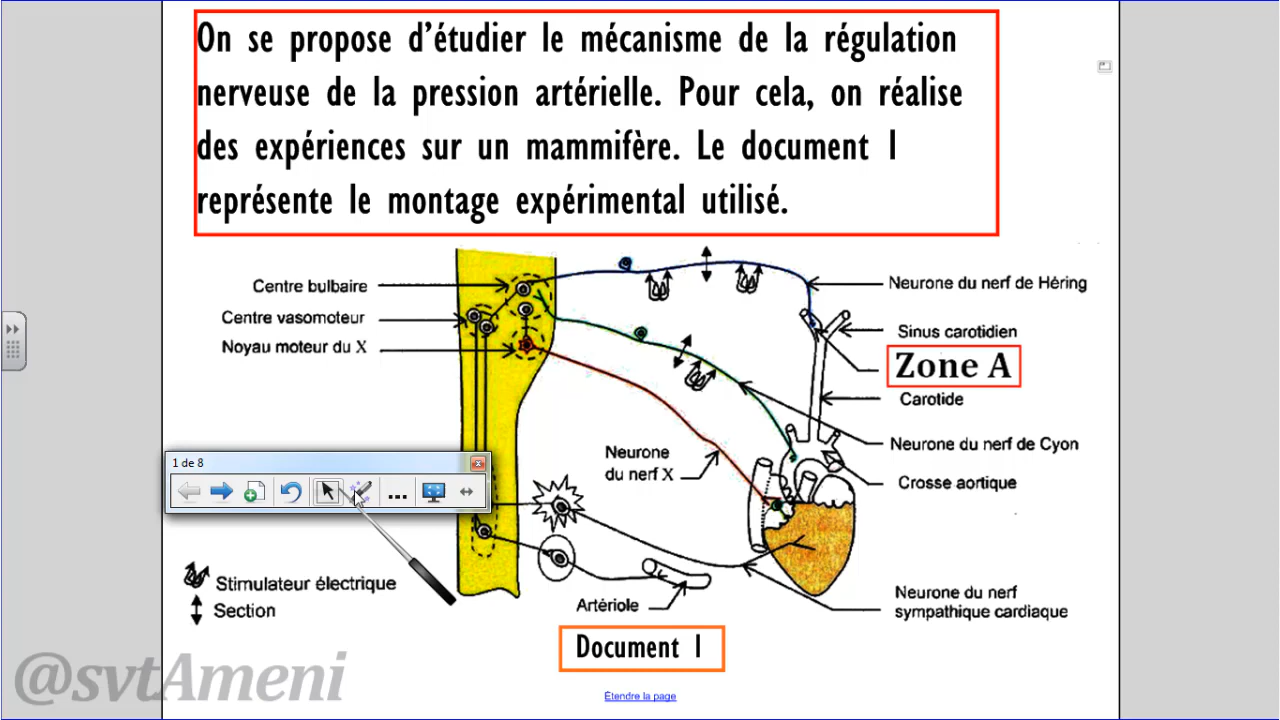 On se propose d'étudier le mécanisme de la régulation
nerveuse de la pression artérielle. Pour cela, on réalise
des expériences sur un mammifère. Le document 1
représente le montage expérimental utilisé.
Centre bulbaire
Centre vasomoteur
Noyau moteur du X
Neurone du nerf de Héring
Sinus carotidien
Zone A
Carotide
Neurone du nerf de Cyon
Crosse aortique
Neurone
du nerf X
1 de 8
Stimulateur électrique
Section
Artériole
Neurone du nerf
sympathique cardiaque
Document 1
@svtAmeni
Étendre la page